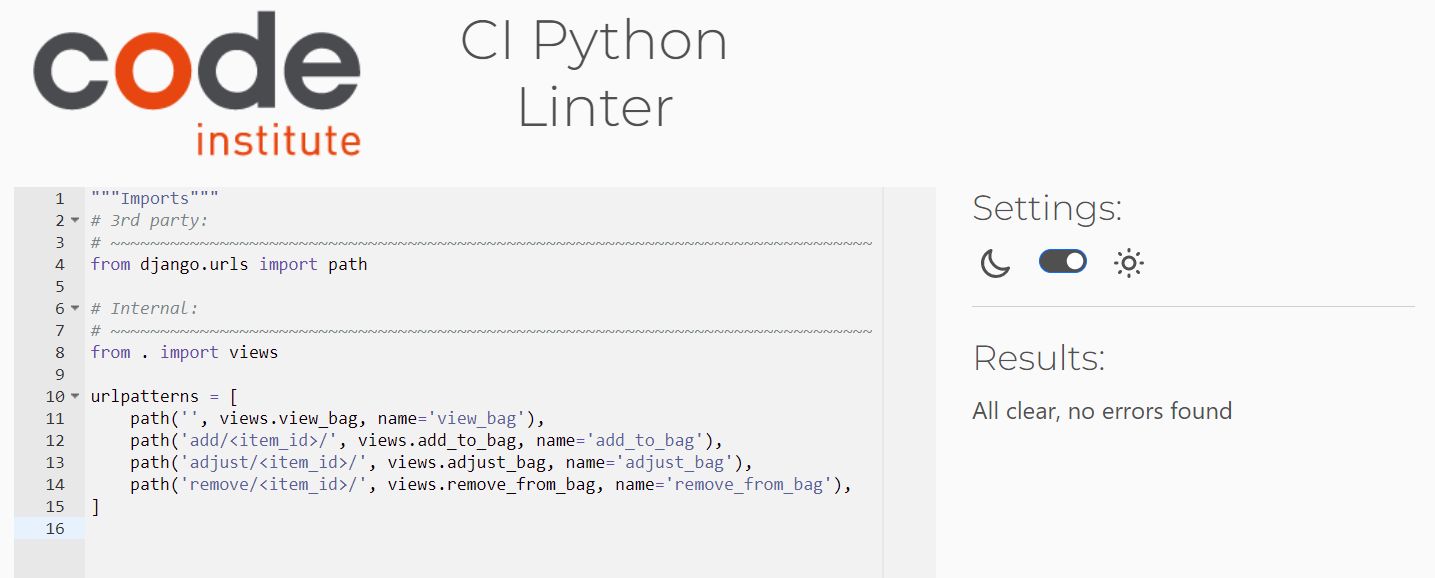 code
institute
CI Python
Linter
1 """Imports"""
2 # 3rd party:
3 # ~~~~~~~~~~~~~~~~~~~~~~~~~~~~~~~~~~~~~~~~~~~~~~~~~~~~~~~~~~~~~~~~~~~~~~~~~~~~~
4 from django.urls import path
5
6 # Internal:
7 # ~~~~~~~~~~~~~~~~~~~~~~~~~~~~~~~~~~~~~~~~~~~~~~~~~~~~~~~~~~~~~~~~~~~~~~~~~~~~~
8 from . import views
9
10 urlpatterns = [
11     path('', views.view_bag, name='view_bag'),
12     path('add/<item_id>/', views.add_to_bag, name='add_to_bag'),
13     path('adjust/<item_id>/', views.adjust_bag, name='adjust_bag'),
14     path('remove/<item_id>/', views.remove_from_bag, name='remove_from_bag'),
15 ]
16
Settings:
Results:
All clear, no errors found